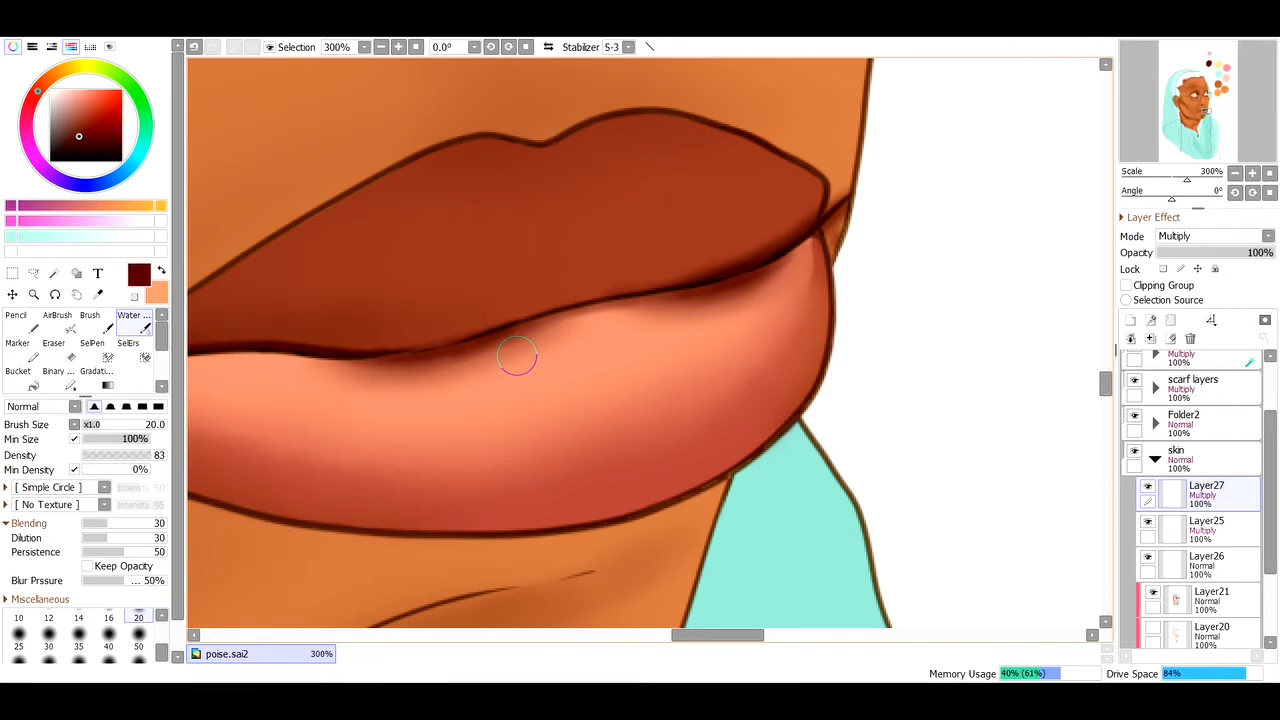 Selection 300% 0.0° Stabilizer S-3
T
Pencil AirBrush Brush Water ...
Marker Eraser SelPen SelErs
Bucket Binary ... Gradati...
Normal
Brush Size x1.0 20.0
Min Size 100%
Density 83
Min Density 0%
[ Simple Circle ] Intensity 50
[ No Texture ] Intensity 95
Blending 30
Dilution 30
Persistence 50
Keep Opacity
Blur Pressure ... 50%
Miscellaneous
10 12 14 16 20
25 30 35 40 50
poise.sai2 300%
Scale 300%
Angle 0°
Layer Effect
Mode Multiply
Opacity 100%
Lock
Clipping Group
Selection Source
Multiply
100%
scarf layers
Multiply
100%
Folder2
Normal
100%
skin
Normal
100%
Layer27
Multiply
100%
Layer25
Multiply
100%
Layer26
Normal
100%
Layer21
Normal
100%
Layer20
Normal
100%
Memory Usage 40% (61%) Drive Space 84%